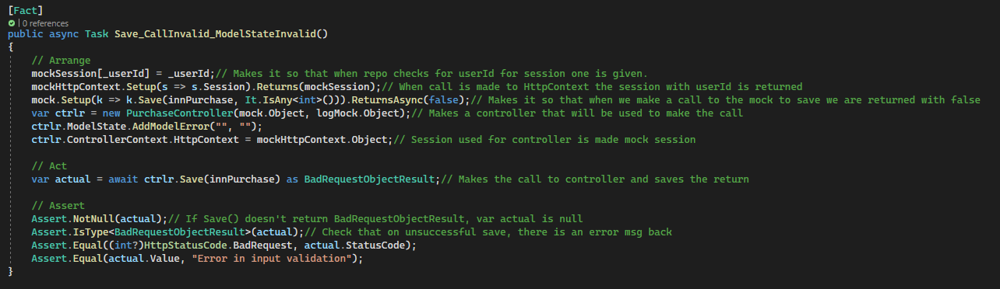 [Fact]
| 0 references
public async Task Save_CallInvalid_ModelStateInvalid()
{
// Arrange
mockSession[_userId] = _userId;// Makes it so that when repo checks for userId for session one is given.
mockHttpContext.Setup(s => s.Session).Returns(mockSession);// When call is made to HttpContext the session with userId is returned
mock.Setup(k => k.Save(innPurchase, It.IsAny<int>())).ReturnsAsync(false);// Makes it so that when we make a call to the mock to save we are returned with false
var ctrlr = new PurchaseController(mock.Object, logMock.Object);// Makes a controller that will be used to make the call
ctrlr.ModelState.AddModelError("", "");
ctrlr.ControllerContext.HttpContext = mockHttpContext.Object;// Session used for controller is made mock session
// Act
var actual = await ctrlr.Save(innPurchase) as BadRequestObjectResult;// Makes the call to controller and saves the return
// Assert
Assert.NotNull(actual);// If Save() doesn't return BadRequestObjectResult, var actual is null
Assert.IsType<BadRequestObjectResult>(actual);// Check that on unsuccessful save, there is an error msg back
Assert.Equal((int?)HttpStatusCode.BadRequest, actual.StatusCode);
Assert.Equal(actual.Value, "Error in input validation");
}